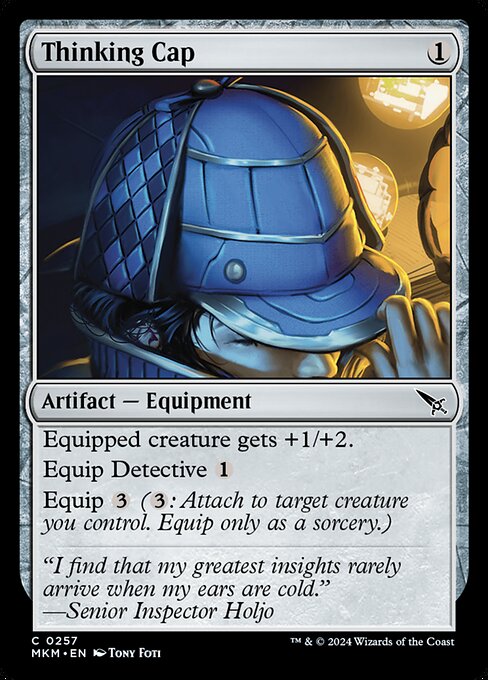 Thinking Cap 1
Artifact — Equipment
Equipped creature gets +1/+2.
Equip Detective 1
Equip 3 (3: Attach to target creature
you control. Equip only as a sorcery.)
“I find that my greatest insights rarely
arrive when my ears are cold.”
—Senior Inspector Holjo
C 0257
MKM • EN Tony Foti
™ & © 2024 Wizards of the Coast